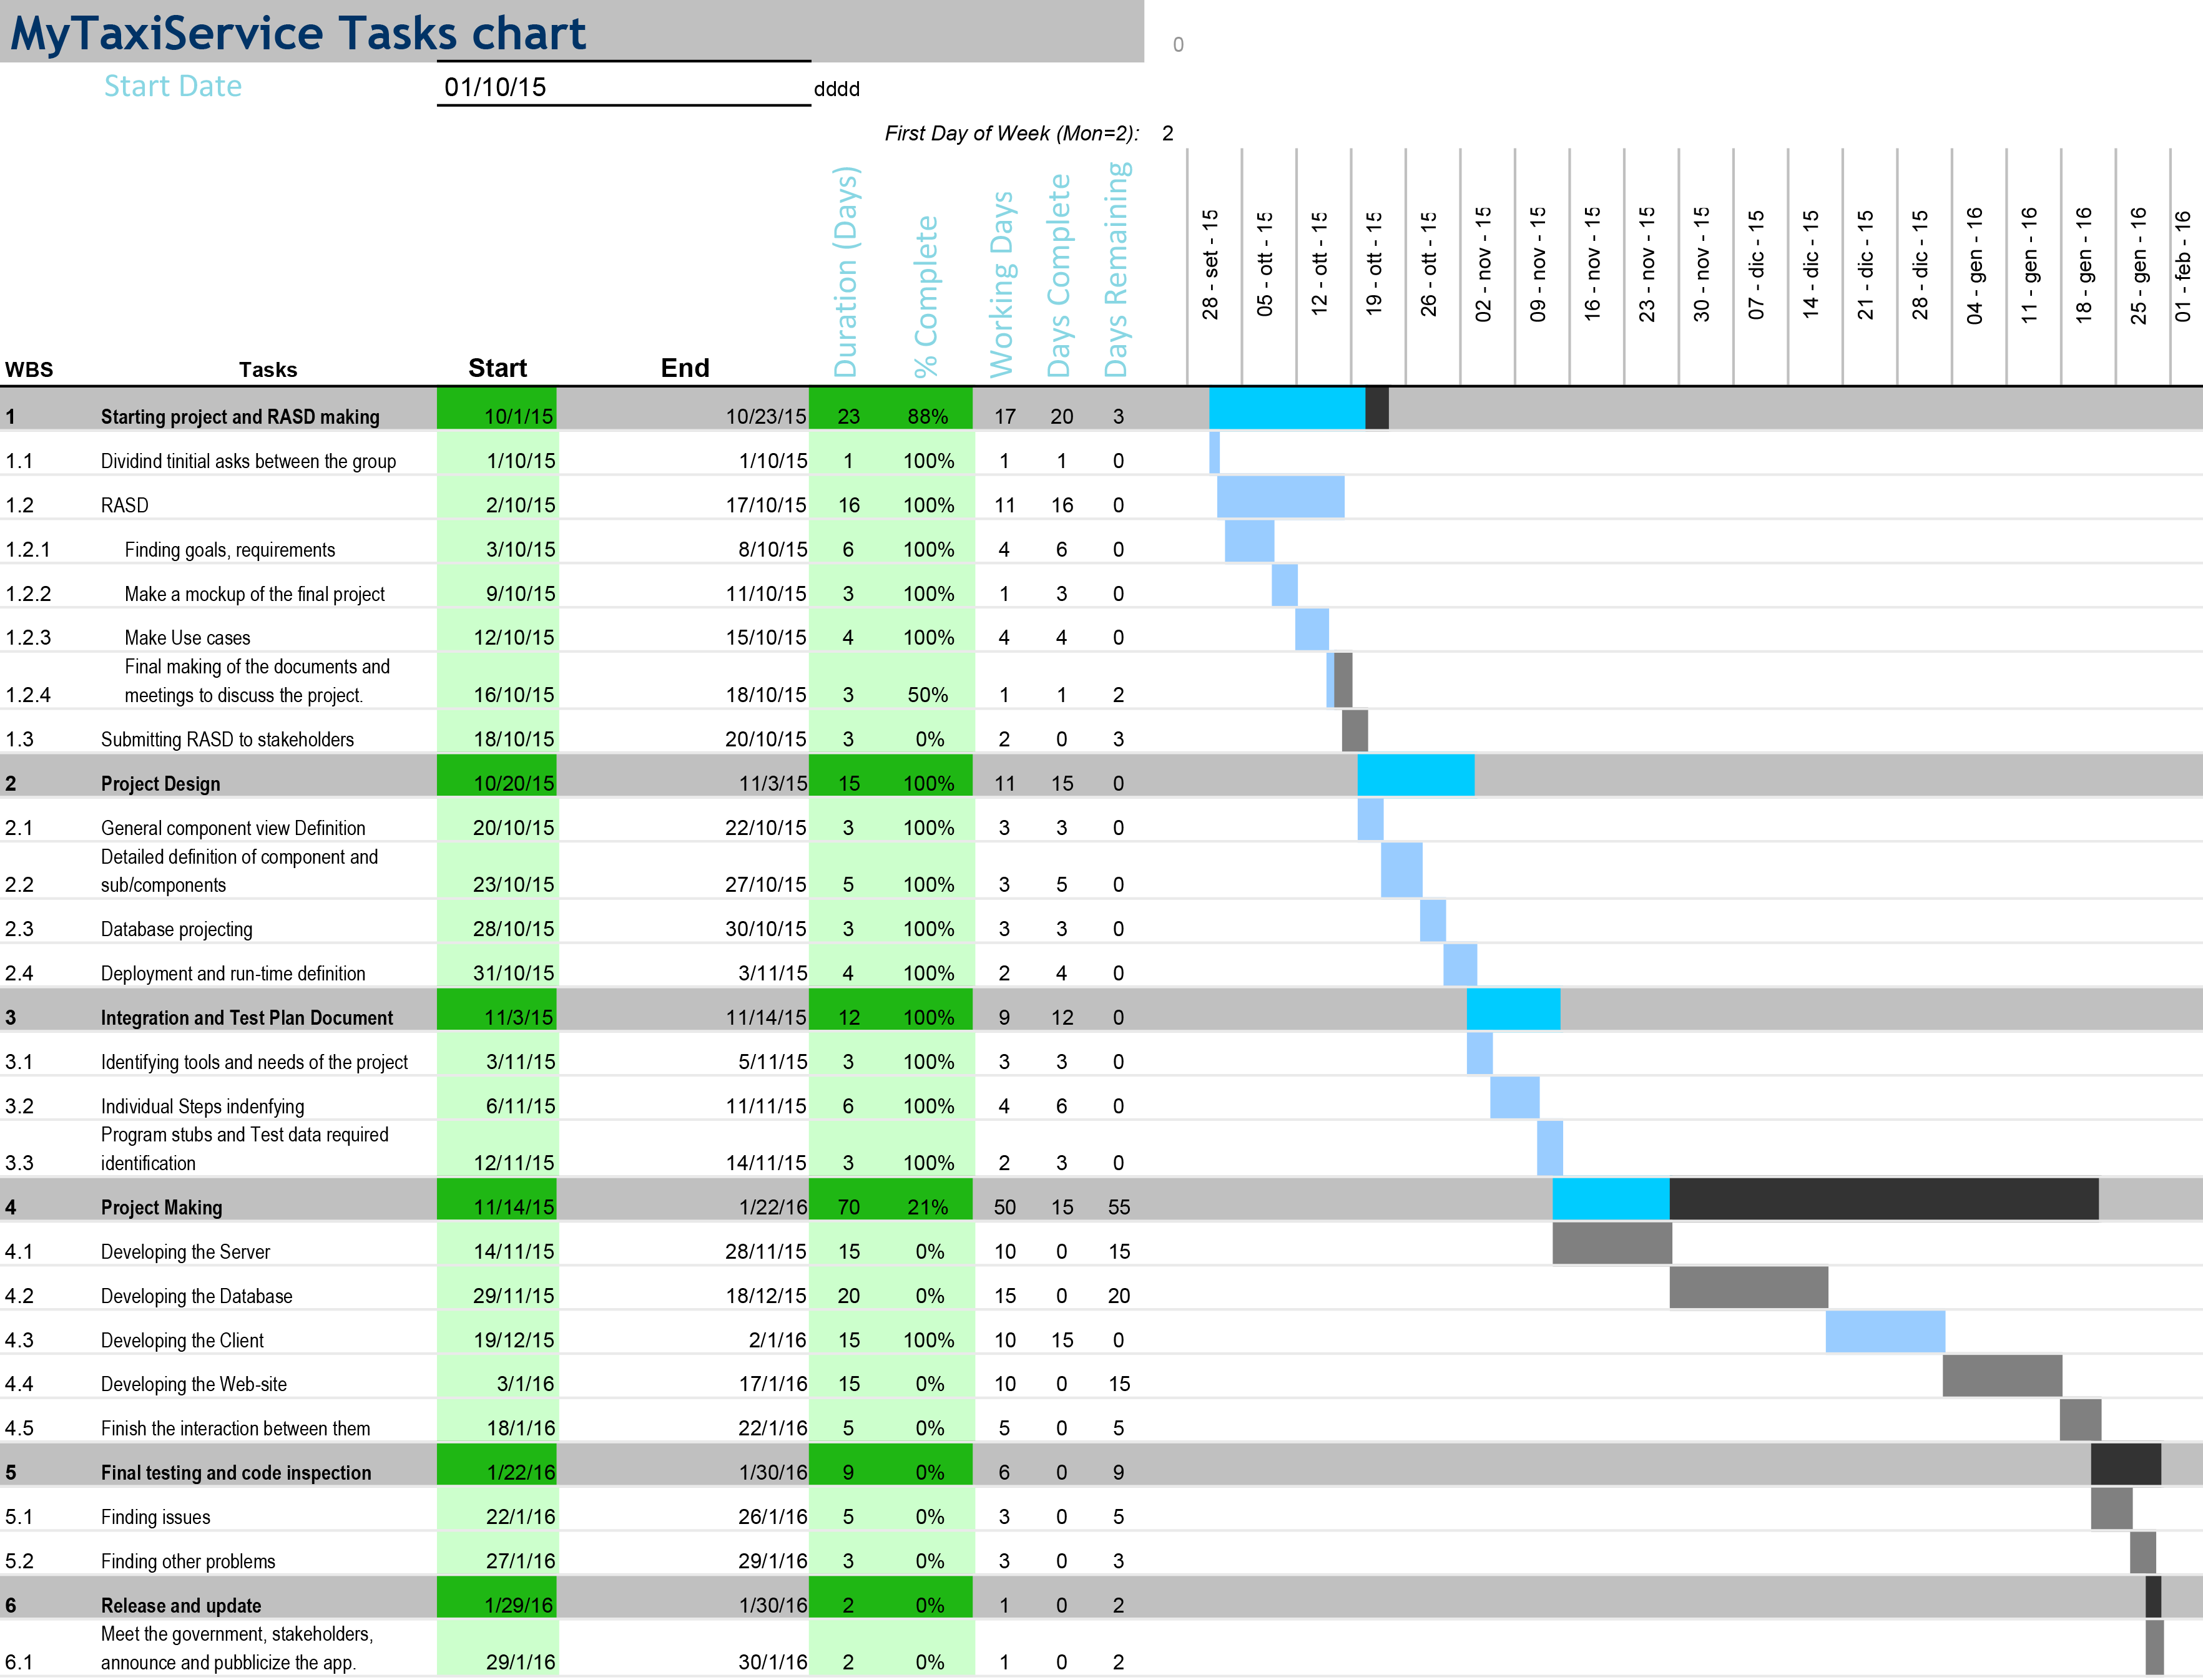 MyTaxiService Tasks chart
0
Start Date 01/10/15 dddd
First Day of Week (Mon=2): 2
WBS Tasks Start End Duration (Days) % Complete Working Days Days Complete Days Remaining 28 - set - 15 05 - ott - 15 12 - ott - 15 19 - ott - 15 26 - ott - 15 02 - nov - 15 09 - nov - 15 16 - nov - 15 23 - nov - 15 30 - nov - 15 07 - dic - 15 14 - dic - 15 21 - dic - 15 28 - dic - 15 04 - gen - 16 11 - gen - 16 18 - gen - 16 25 - gen - 16 01 - feb - 16
1 Starting project and RASD making 10/1/15 10/23/15 23 88% 17 20 3
1.1 Dividind tinitial asks between the group 1/10/15 1/10/15 1 100% 1 1 0
1.2 RASD 2/10/15 17/10/15 16 100% 11 16 0
1.2.1 Finding goals, requirements 3/10/15 8/10/15 6 100% 4 6 0
1.2.2 Make a mockup of the final project 9/10/15 11/10/15 3 100% 1 3 0
1.2.3 Make Use cases 12/10/15 15/10/15 4 100% 4 4 0
Final making of the documents and
1.2.4 meetings to discuss the project. 16/10/15 18/10/15 3 50% 1 1 2
1.3 Submitting RASD to stakeholders 18/10/15 20/10/15 3 0% 2 0 3
2 Project Design 10/20/15 11/3/15 15 100% 11 15 0
2.1 General component view Definition 20/10/15 22/10/15 3 100% 3 3 0
Detailed definition of component and
2.2 sub/components 23/10/15 27/10/15 5 100% 3 5 0
2.3 Database projecting 28/10/15 30/10/15 3 100% 3 3 0
2.4 Deployment and run-time definition 31/10/15 3/11/15 4 100% 2 4 0
3 Integration and Test Plan Document 11/3/15 11/14/15 12 100% 9 12 0
3.1 Identifying tools and needs of the project 3/11/15 5/11/15 3 100% 3 3 0
3.2 Individual Steps indenfying 6/11/15 11/11/15 6 100% 4 6 0
Program stubs and Test data required
3.3 identification 12/11/15 14/11/15 3 100% 2 3 0
4 Project Making 11/14/15 1/22/16 70 21% 50 15 55
4.1 Developing the Server 14/11/15 28/11/15 15 0% 10 0 15
4.2 Developing the Database 29/11/15 18/12/15 20 0% 15 0 20
4.3 Developing the Client 19/12/15 2/1/16 15 100% 10 15 0
4.4 Developing the Web-site 3/1/16 17/1/16 15 0% 10 0 15
4.5 Finish the interaction between them 18/1/16 22/1/16 5 0% 5 0 5
5 Final testing and code inspection 1/22/16 1/30/16 9 0% 6 0 9
5.1 Finding issues 22/1/16 26/1/16 5 0% 3 0 5
5.2 Finding other problems 27/1/16 29/1/16 3 0% 3 0 3
6 Release and update 1/29/16 1/30/16 2 0% 1 0 2
Meet the government, stakeholders,
6.1 announce and pubblicize the app. 29/1/16 30/1/16 2 0% 1 0 2